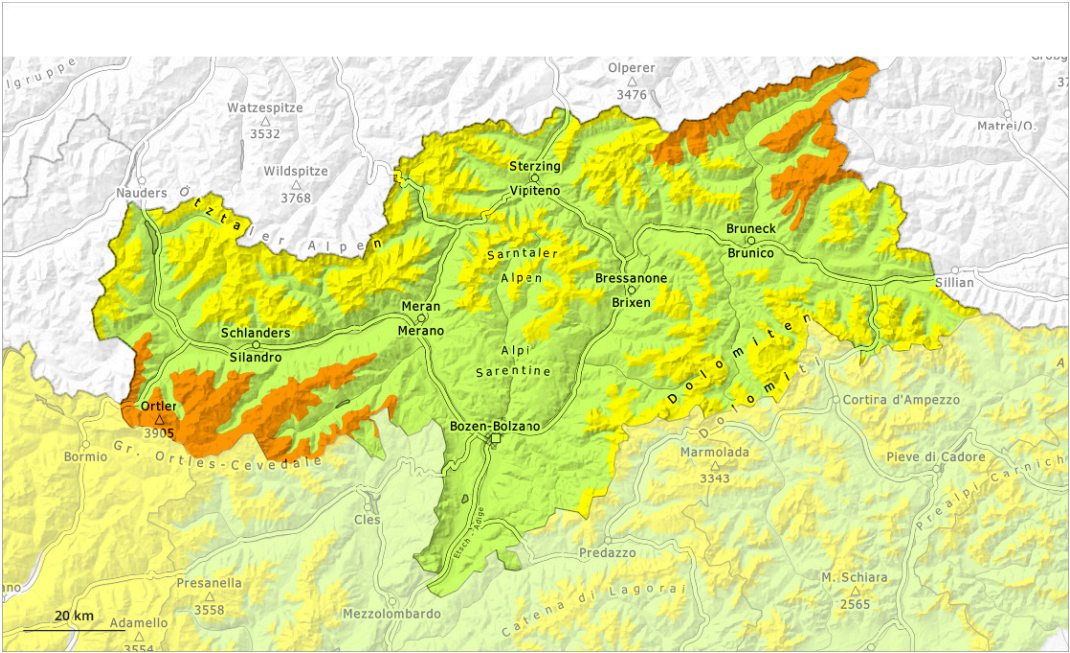 Olperer
3476
Watzespitze
3532
Matrei/O.
Wildspitze
3768
Nauders
Sterzing
Vipiteno
Ötztaler Alpen
Bruneck
Brunico
Sarntaler
Alpen
Bressanone
Brixen
Sillian
Meran
Merano
Schlanders
Silandro
Alpi
Sarentine
Dolomiten
Dolomiti
Ortler
3905
Cortina d'Ampezzo
Bozen-Bolzano
Gr. Ortles-Cevedale
Bormio
Marmolada
3343
Pieve di Cadore
Prealpi Carnich
Cles
Etsch - Adige
Predazzo
Presanella
3558
M. Schiara
2565
Catena di Lagorai
Mezzolombardo
20 km
Adamello
3554